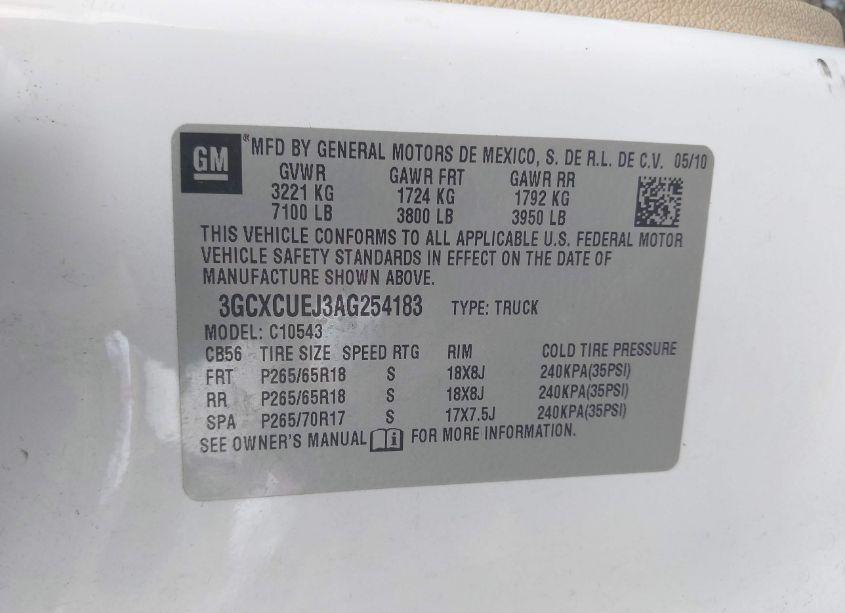 GM ® MFD BY GENERAL MOTORS DE MEXICO, S. DE R.L. DE C.V. 05/10
GVWR GAWR FRT GAWR RR
3221 KG 1724 KG 1792 KG
7100 LB 3800 LB 3950 LB
THIS VEHICLE CONFORMS TO ALL APPLICABLE U.S. FEDERAL MOTOR
VEHICLE SAFETY STANDARDS IN EFFECT ON THE DATE OF
MANUFACTURE SHOWN ABOVE.
3GCXCUEJ3AG254183 TYPE: TRUCK
MODEL: C10543
CB56 TIRE SIZE SPEED RTG RIM COLD TIRE PRESSURE
FRT P265/65R18 S 18X8J 240KPA(35PSI)
RR P265/65R18 S 18X8J 240KPA(35PSI)
SPA P265/70R17 S 17X7.5J 240KPA(35PSI)
SEE OWNER'S MANUAL i FOR MORE INFORMATION.